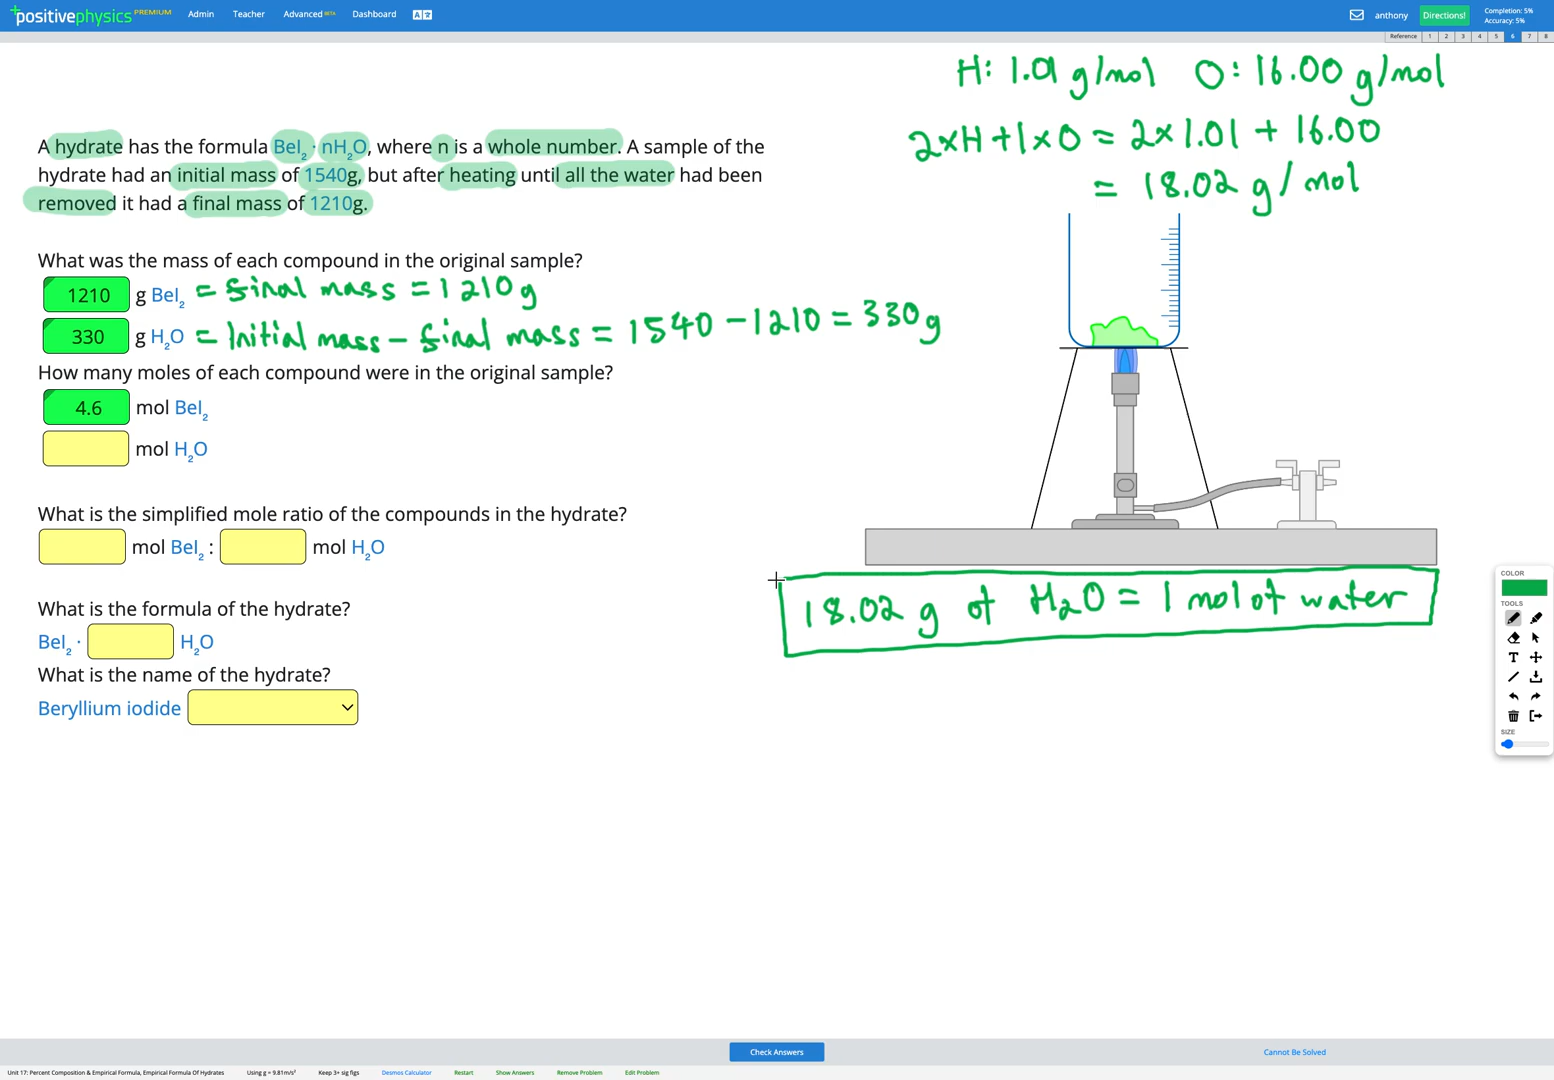 +positivephysics PREMIUM Admin Teacher Advanced BETA Dashboard A anthony Directions! Completion: 5%
Accuracy: 5%
Reference 1 2 3 4 5 6 7 8
H: 1.01 g/mol O: 16.00 g/mol
2×H+1×O = 2×1.01 + 16.00
= 18.02 g/mol
A hydrate has the formula BeI₂ · nH₂O, where n is a whole number. A sample of the
hydrate had an initial mass of 1540g, but after heating until all the water had been
removed it had a final mass of 1210g.
What was the mass of each compound in the original sample?
1210 g BeI₂ = final mass = 1210g
330 g H₂O = Initial mass - final mass = 1540 - 1210 = 330g
How many moles of each compound were in the original sample?
4.6 mol BeI₂
mol H₂O
What is the simplified mole ratio of the compounds in the hydrate?
mol BeI₂ : mol H₂O
18.02 g of H₂O = 1 mol of water
What is the formula of the hydrate?
BeI₂ · H₂O
What is the name of the hydrate?
Beryllium iodide
COLOR
TOOLS
T
SIZE
Check Answers Cannot Be Solved
Unit 17: Percent Composition & Empirical Formula, Empirical Formula Of Hydrates Using g = 9.81m/s² Keep 3+ sig figs Desmos Calculator Restart Show Answers Remove Problem Edit Problem